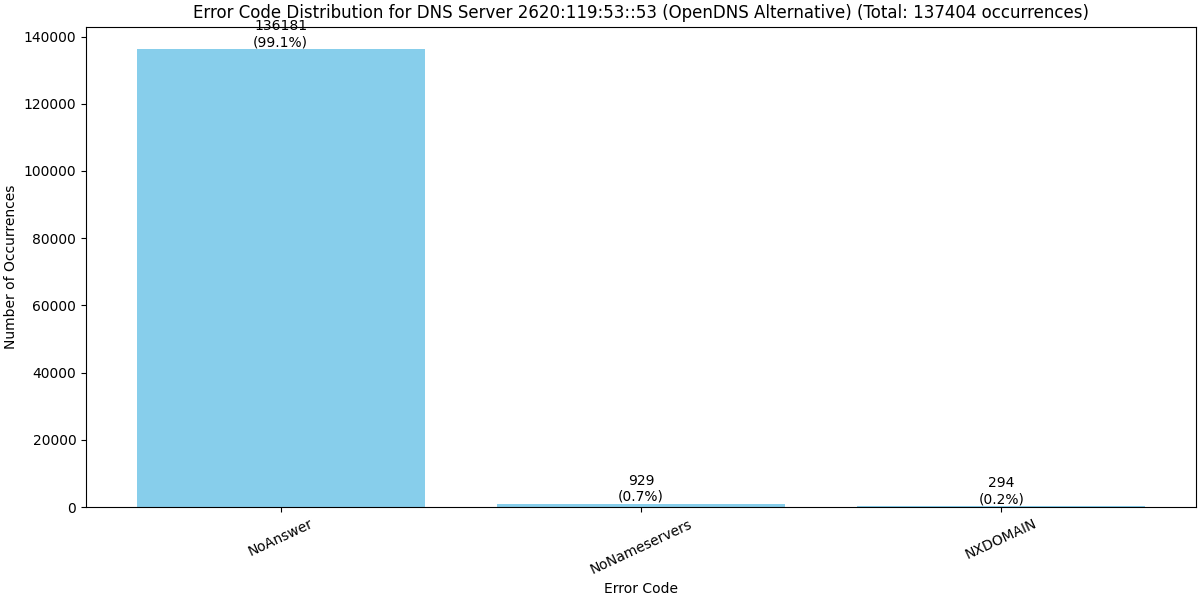 Error Code Distribution for DNS Server 2620:119:53::53 (OpenDNS Alternative) (Total: 137404 occurrences)
136181
(99.1%)
140000
120000
100000
80000
60000
40000
20000
0
Number of Occurrences
929
(0.7%)
294
(0.2%)
NoAnswer
NoNameservers
NXDOMAIN
Error Code